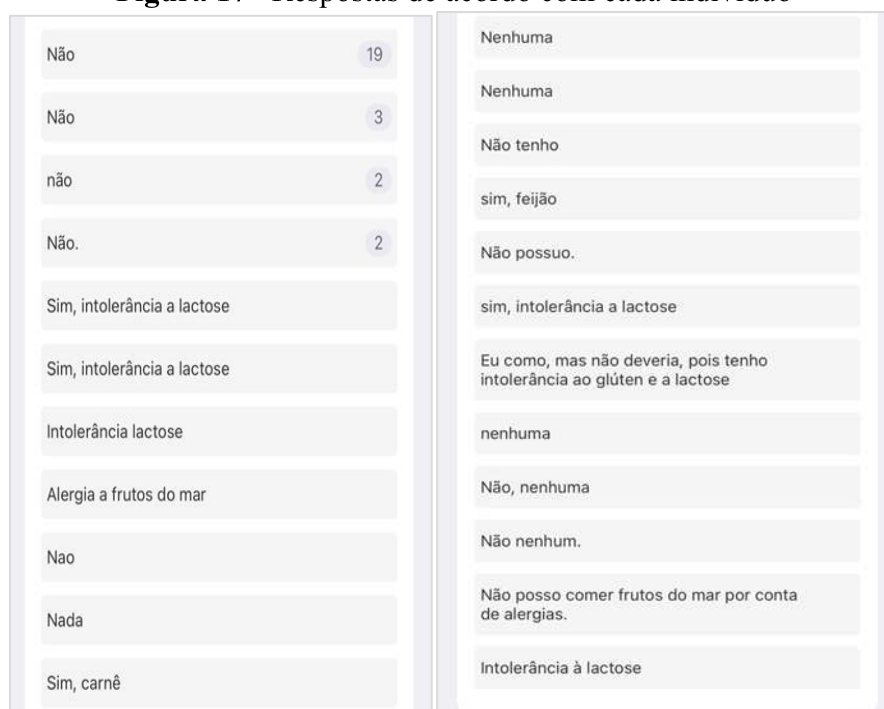 Não 19
Não 3
não 2
Não. 2
Sim, intolerância a lactose
Sim, intolerância a lactose
Intolerância lactose
Alergia a frutos do mar
Nao
Nada
Sim, carnê
Nenhuma
Nenhuma
Não tenho
sim, feijão
Não possuo.
sim, intolerância a lactose
Eu como, mas não deveria, pois tenho
intolerância ao glúten e a lactose
nenhuma
Não, nenhuma
Não nenhum.
Não posso comer frutos do mar por conta
de alergias.
Intolerância à lactose